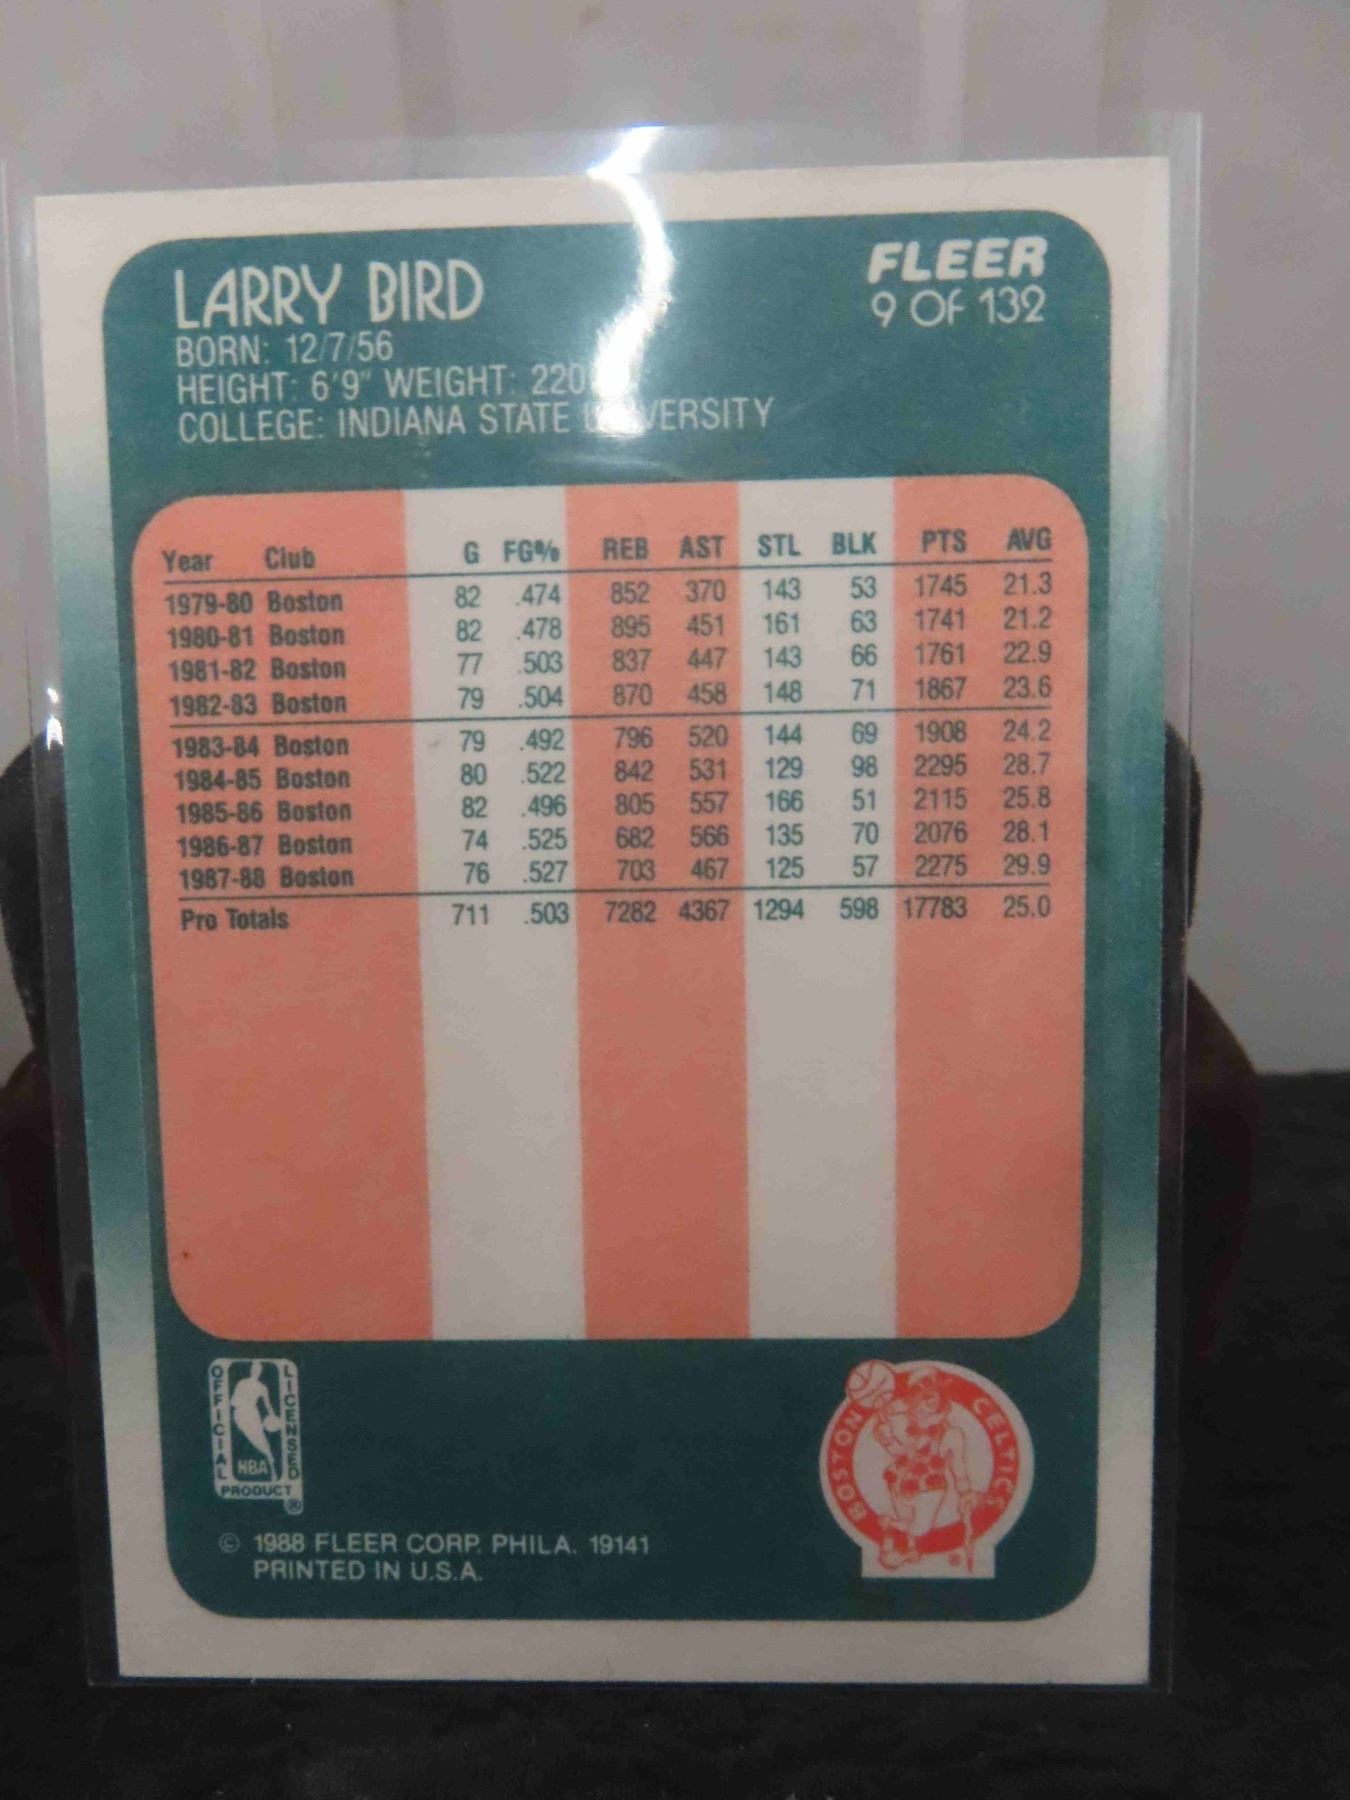 LARRY BIRD
FLEER
9 OF 132
BORN: 12/7/56
HEIGHT: 6'9" WEIGHT: 220
COLLEGE: INDIANA STATE
Year Club G FG% REB AST STL BLK PTS AVG
1979-80 Boston 82 .474 852 370 143 53 1745 21.3
1980-81 Boston 82 .478 895 451 161 63 1741 21.2
1981-82 Boston 77 .503 837 447 143 66 1761 22.9
1982-83 Boston 79 .504 870 458 148 71 1867 23.6
1983-84 Boston 79 .492 796 520 144 69 1908 24.2
1984-85 Boston 80 .522 842 531 129 98 2295 28.7
1985-86 Boston 82 .496 805 557 166 51 2115 25.8
1986-87 Boston 74 .525 682 566 135 70 2076 28.1
1987-88 Boston 76 .527 703 467 125 57 2275 29.9
Pro Totals 711 .503 7282 4367 1294 598 17783 25.0
OFFICIAL LICENSED
NBA
PRODUCT ®
BOSTON CELTICS ®
© 1988 FLEER CORP. PHILA. 19141
PRINTED IN U.S.A.